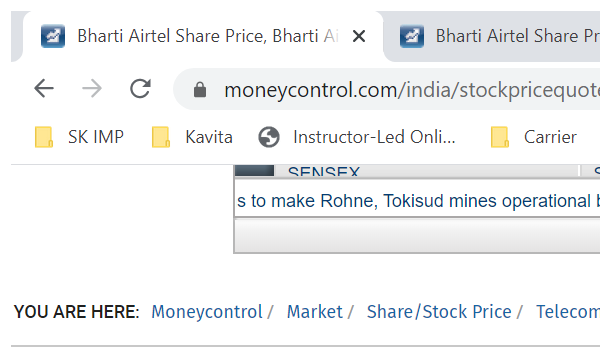 Bharti Airtel Share Price, Bharti Ai Bharti Airtel Share Pr
moneycontrol.com/india/stockpricequote
SK IMP Kavita Instructor-Led Onli... Carrier
SENSEX
s to make Rohne, Tokisud mines operational b
YOU ARE HERE: Moneycontrol / Market / Share/Stock Price / Telecom